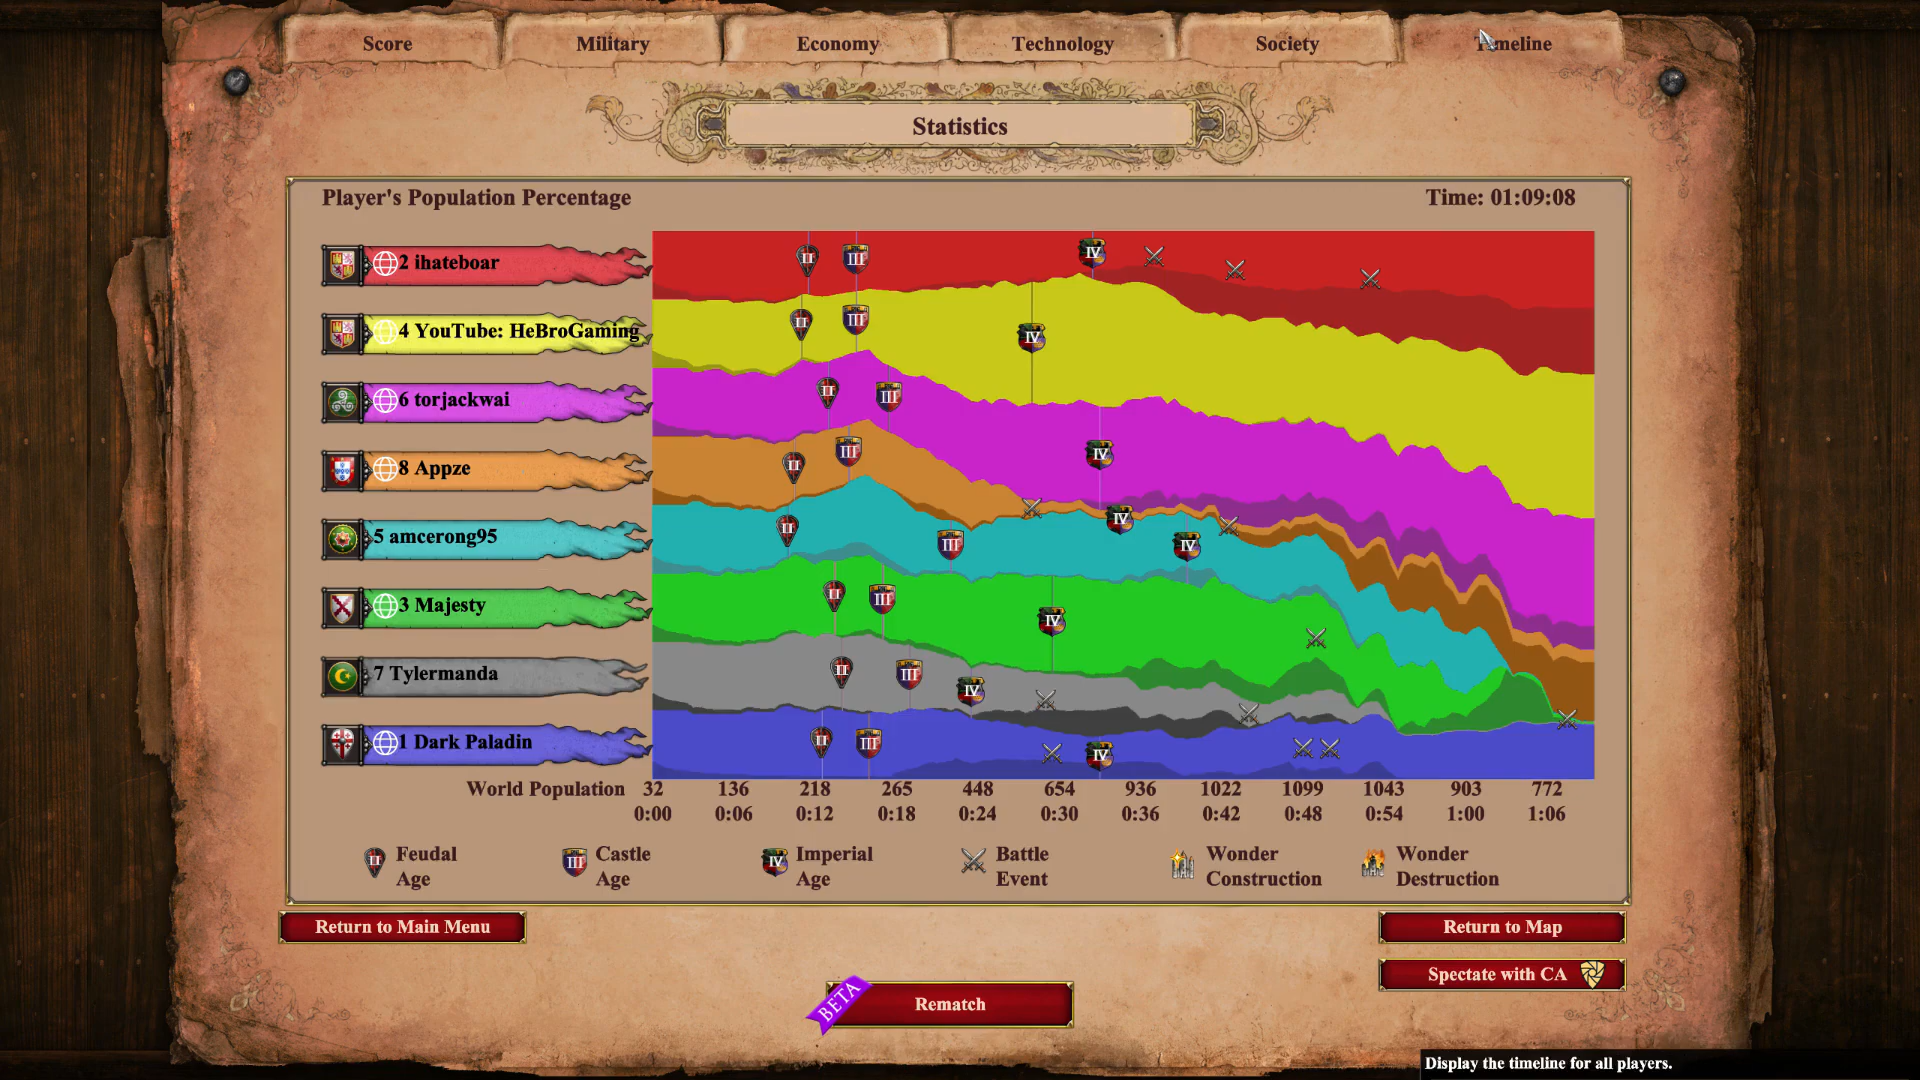 Score Military Economy Technology Society Timeline
Statistics
Player's Population Percentage Time: 01:09:08
2 ihateboar
4 YouTube: HeBroGaming
6 torjackwai
8 Appze
5 amcerong95
3 Majesty
7 Tylermanda
1 Dark Paladin
World Population 32 136 218 265 448 654 936 1022 1099 1043 903 772
0:00 0:06 0:12 0:18 0:24 0:30 0:36 0:42 0:48 0:54 1:00 1:06
Feudal Age
Castle Age
Imperial Age
Battle Event
Wonder Construction
Wonder Destruction
Return to Main Menu Return to Map
Spectate with CA
BETA Rematch
Display the timeline for all players.